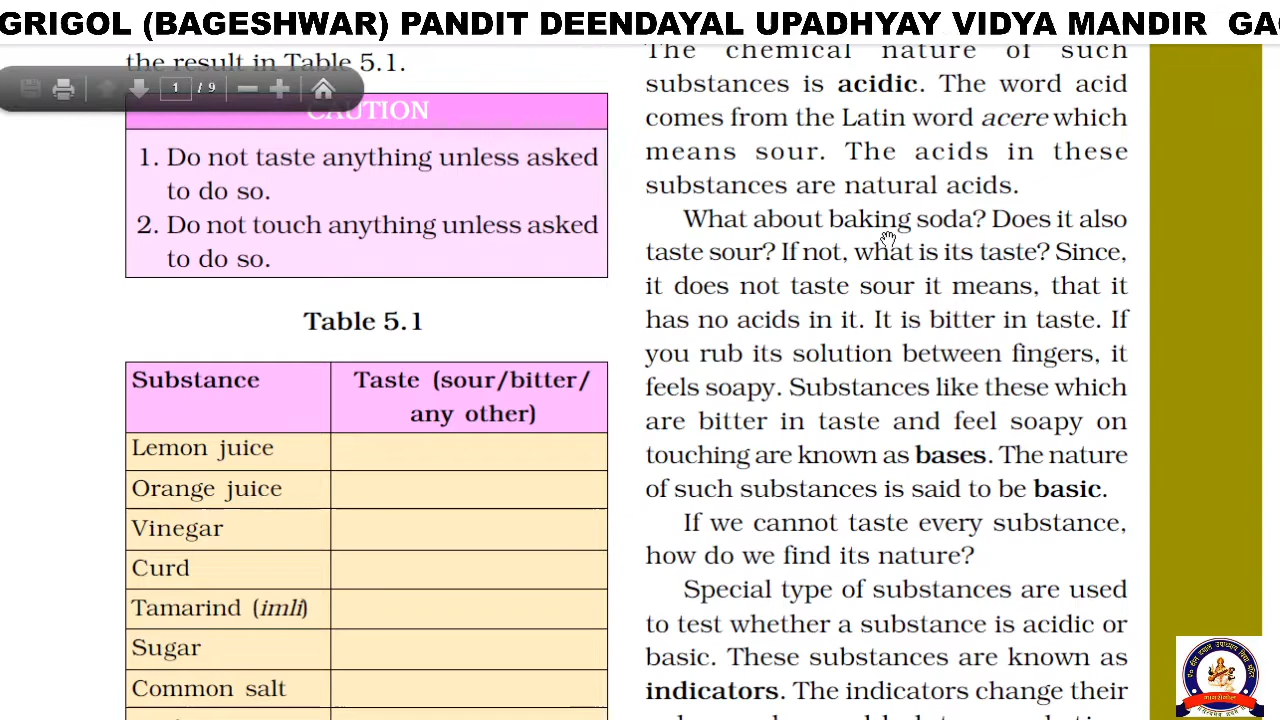 GRIGOL (BAGESHWAR) PANDIT DEENDAYAL UPADHYAY VIDYA MANDIR GA
the result in Table 5.1.
1 / 9
CAUTION
1. Do not taste anything unless asked
to do so.
2. Do not touch anything unless asked
to do so.
Table 5.1
Substance Taste (sour/bitter/
any other)
Lemon juice
Orange juice
Vinegar
Curd
Tamarind (imli)
Sugar
Common salt
The chemical nature of such
substances is acidic. The word acid
comes from the Latin word acere which
means sour. The acids in these
substances are natural acids.
What about baking soda? Does it also
taste sour? If not, what is its taste? Since,
it does not taste sour it means, that it
has no acids in it. It is bitter in taste. If
you rub its solution between fingers, it
feels soapy. Substances like these which
are bitter in taste and feel soapy on
touching are known as bases. The nature
of such substances is said to be basic.
If we cannot taste every substance,
how do we find its nature?
Special type of substances are used
to test whether a substance is acidic or
basic. These substances are known as
indicators. The indicators change their